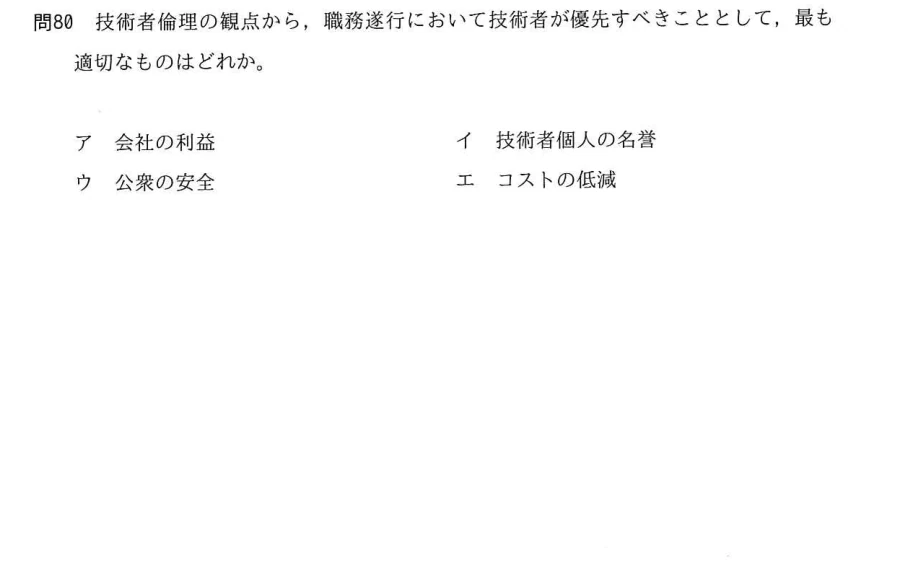 問80 技術者倫理の観点から，職務遂行において技術者が優先すべきこととして，最も
適切なものはどれか。
ア 会社の利益 イ 技術者個人の名誉
ウ 公衆の安全 エ コストの低減